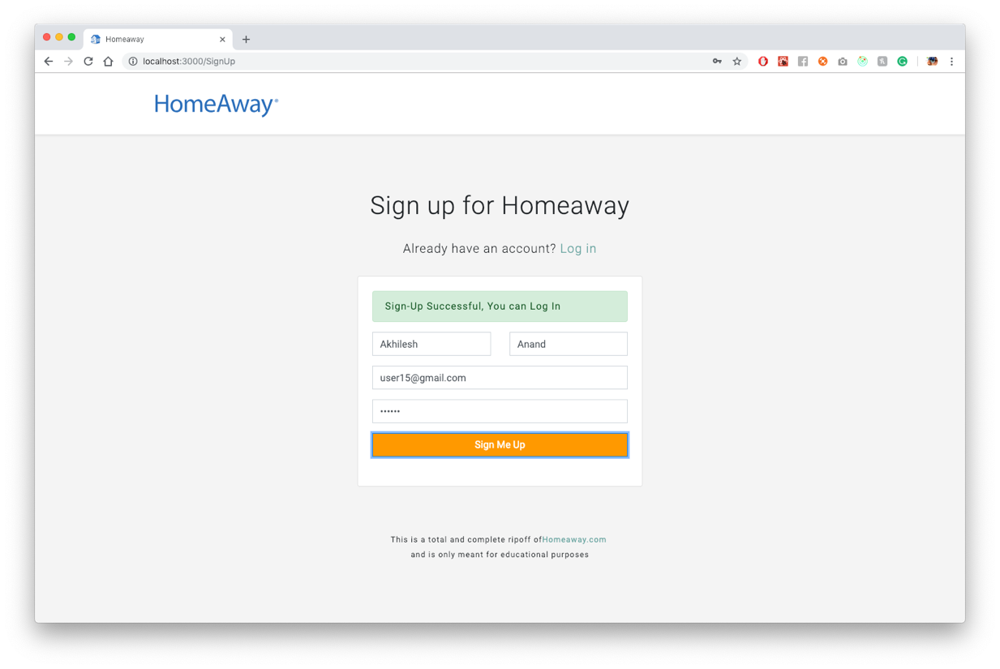 Homeaway
localhost:3000/SignUp
HomeAway®
Sign up for Homeaway
Already have an account? Log in
Sign-Up Successful, You can Log In
Akhilesh Anand
user15@gmail.com
••••••
Sign Me Up
This is a total and complete ripoff ofHomeaway.com
and is only meant for educational purposes